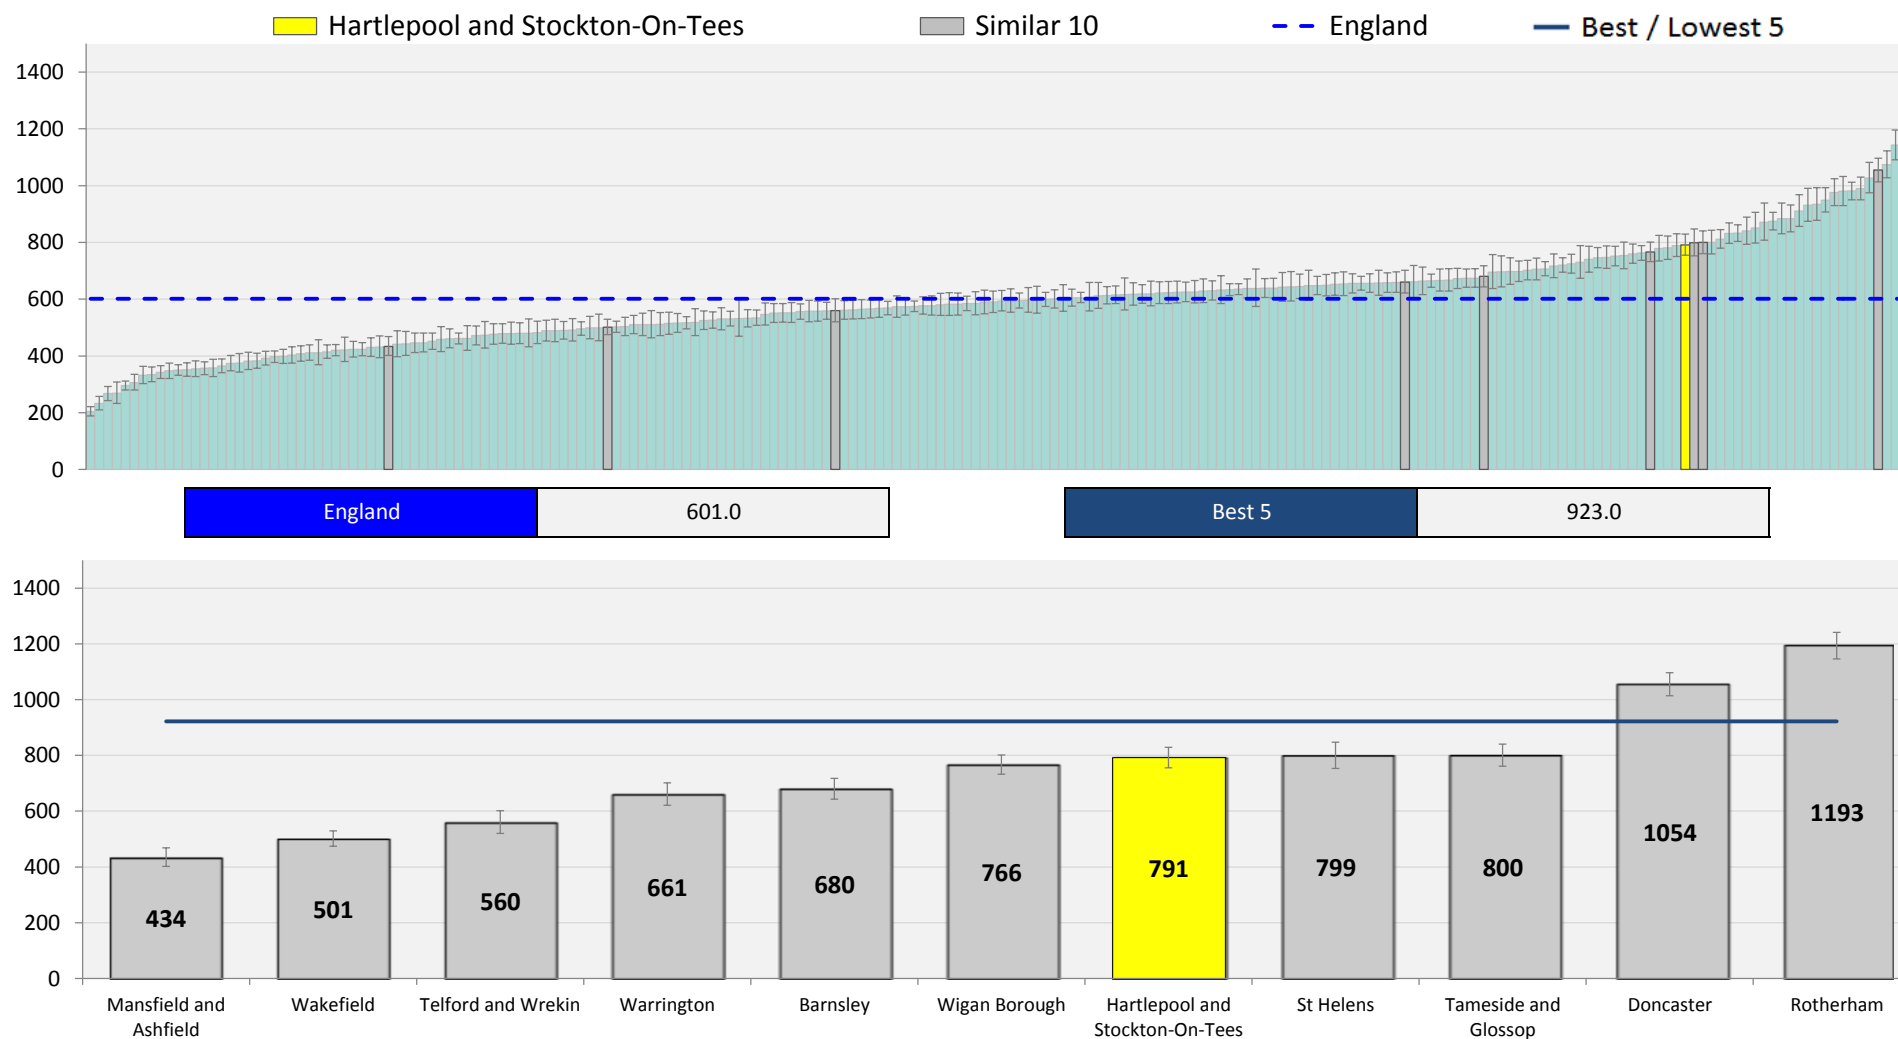 Hartlepool and Stockton-On-Tees Similar 10 England Best / Lowest 5
1400
1200
1000
800
600
400
200
0
England 601.0 Best 5 923.0
1400
1200
1000
800
600
400
200
0
434 501 560 661 680 766 791 799 800 1054 1193
Mansfield and Ashfield
Wakefield
Telford and Wrekin
Warrington
Barnsley
Wigan Borough
Hartlepool and Stockton-On-Tees
St Helens
Tameside and Glossop
Doncaster
Rotherham